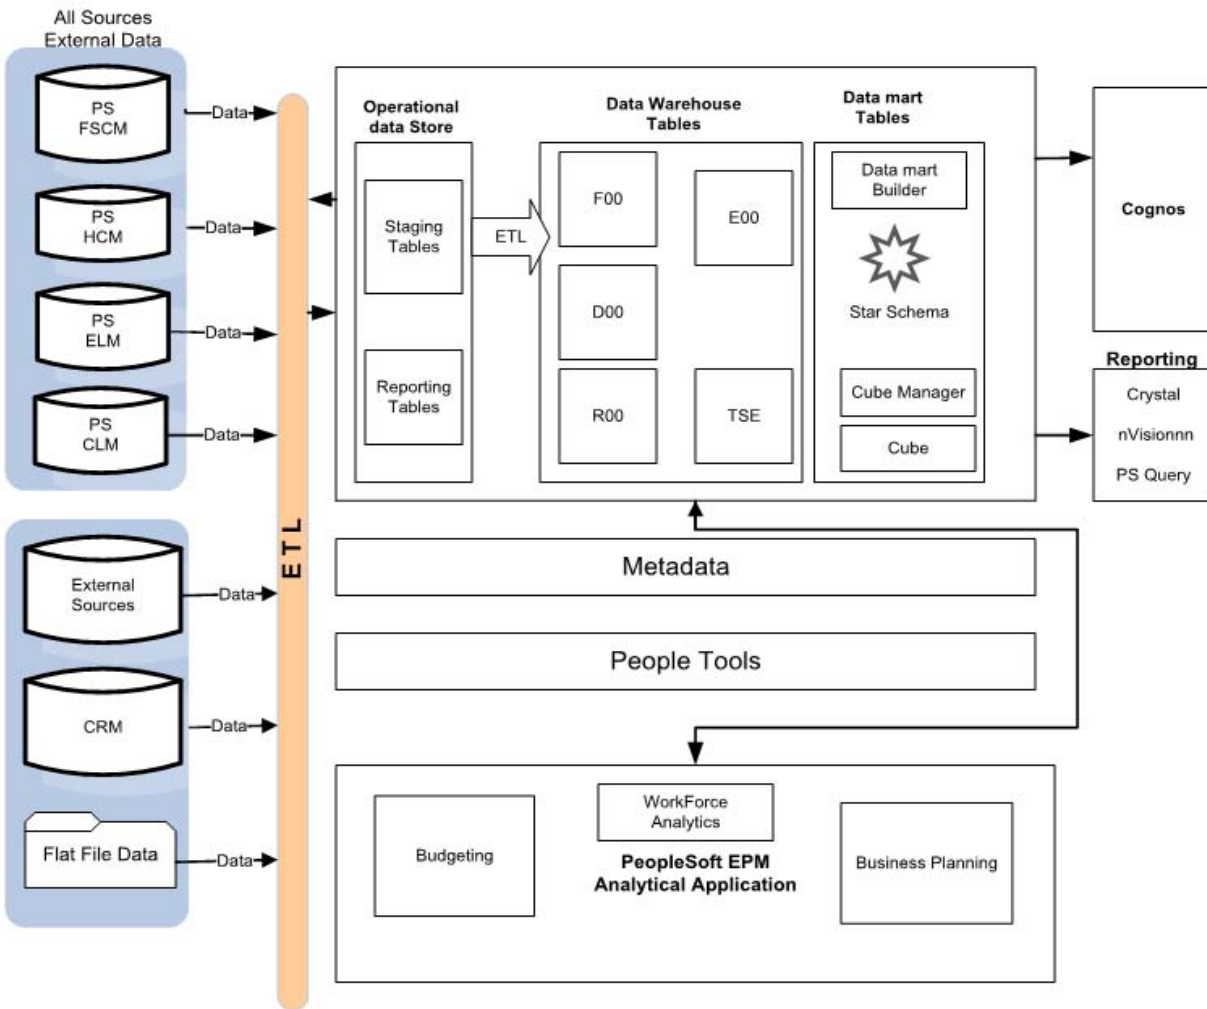 All Sources
External Data
PS
FSCM
Data
PS
HCM
Data
PS
ELM
Data
PS
CLM
Data
External
Sources
Data
CRM
Data
Flat File Data
Data
ETL
Operational
data Store
Staging
Tables
Reporting
Tables
ETL
Data Warehouse
Tables
F00
E00
D00
R00
TSE
Data mart
Tables
Data mart
Builder
Star Schema
Cube Manager
Cube
Cognos
Reporting
Crystal
nVisionnn
PS Query
Metadata
People Tools
Budgeting
WorkForce
Analytics
PeopleSoft EPM
Analytical Application
Business Planning